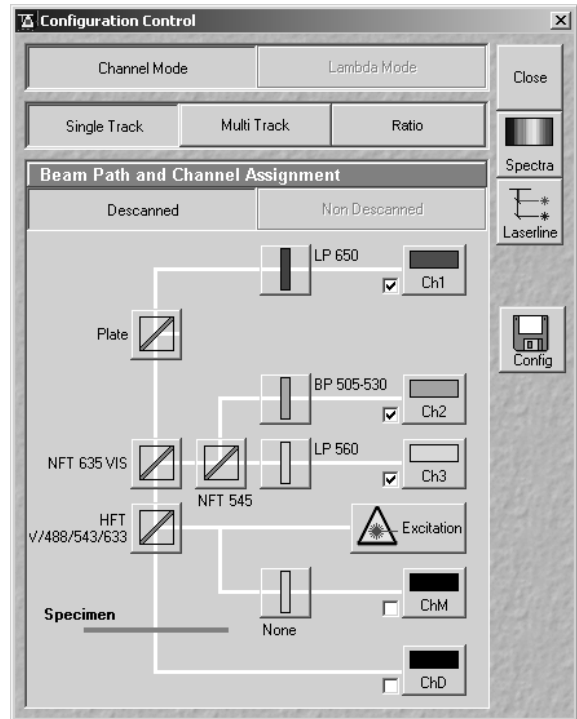 Configuration Control
Channel Mode
Lambda Mode
Close
Single Track
Multi Track
Ratio
Spectra
Beam Path and Channel Assignment
Descanned
Non Descanned
Laserline
LP 650
Ch1
Plate
Config
BP 505-530
Ch2
LP 560
Ch3
NFT 635 VIS
NFT 545
HFT
V/488/543/633
Excitation
ChM
None
Specimen
ChD